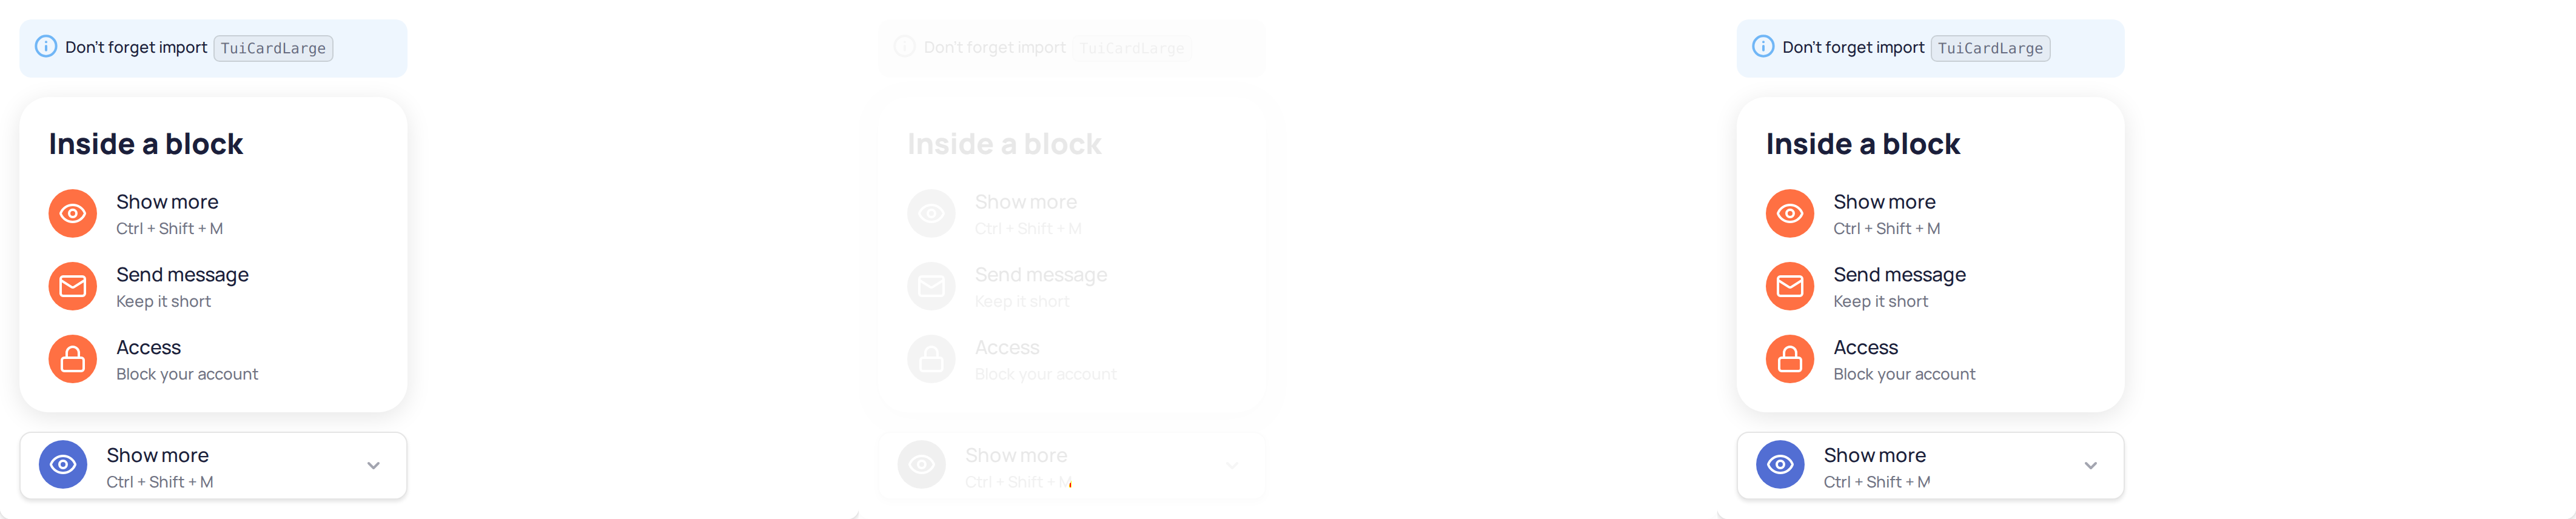 Don't forget import TuiCardLarge
Inside a block
Show more
Ctrl + Shift + M
Send message
Keep it short
Access
Block your account
Show more
Ctrl + Shift + M
Don't forget import TuiCardLarge
Inside a block
Show more
Ctrl + Shift + M
Send message
Keep it short
Access
Block your account
Show more
Ctrl + Shift + M
Don't forget import TuiCardLarge
Inside a block
Show more
Ctrl + Shift + M
Send message
Keep it short
Access
Block your account
Show more
Ctrl + Shift + M